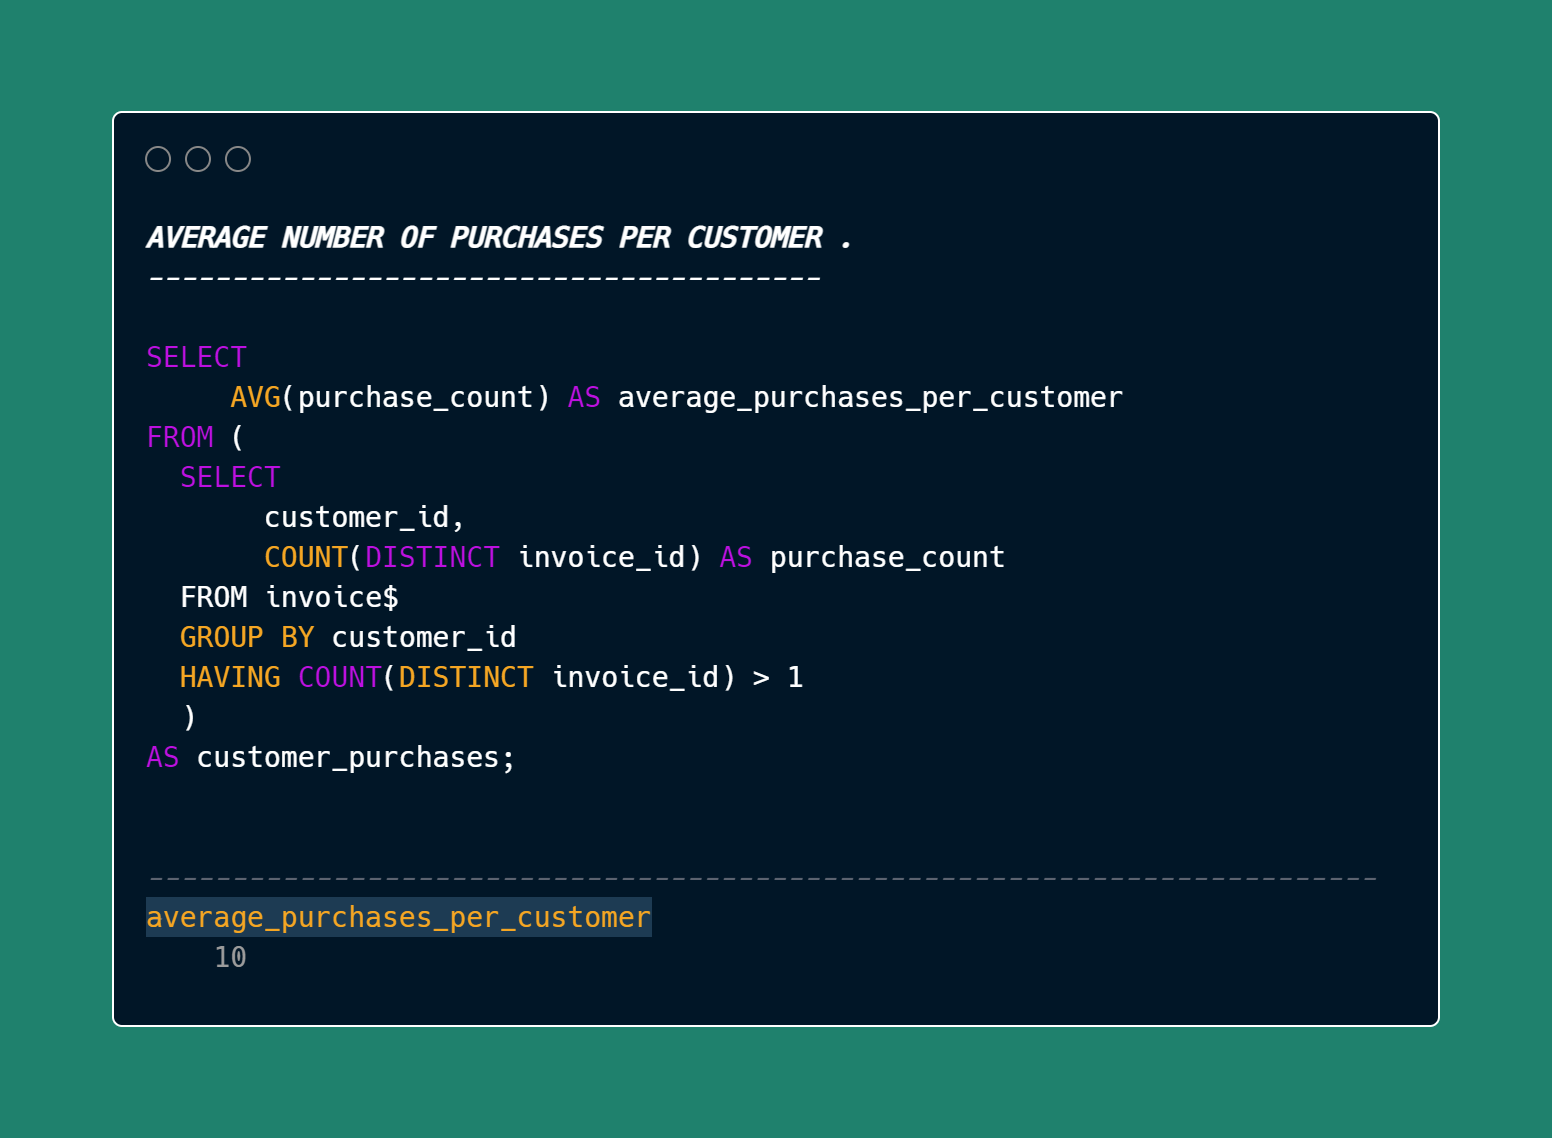 AVERAGE NUMBER OF PURCHASES PER CUSTOMER .
----------------------------------------
SELECT
     AVG(purchase_count) AS average_purchases_per_customer
FROM (
  SELECT
       customer_id,
       COUNT(DISTINCT invoice_id) AS purchase_count
  FROM invoice$
  GROUP BY customer_id
  HAVING COUNT(DISTINCT invoice_id) > 1
  )
AS customer_purchases;
-------------------------------------------------------------------------
average_purchases_per_customer
    10